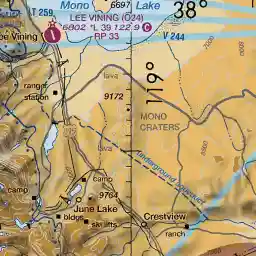 Mono
6697
Lake
38°
T 259
LEE VINING (O24)
Lee Vining
6802 *L 39 122.9 C
RP 33
V 244
lava
119°
ranger
station
9172
MONO
CRATERS
lava
underground aqueduct
camp
camp
9764
June Lake
bldgs
ski lifts
Crestview
ranch